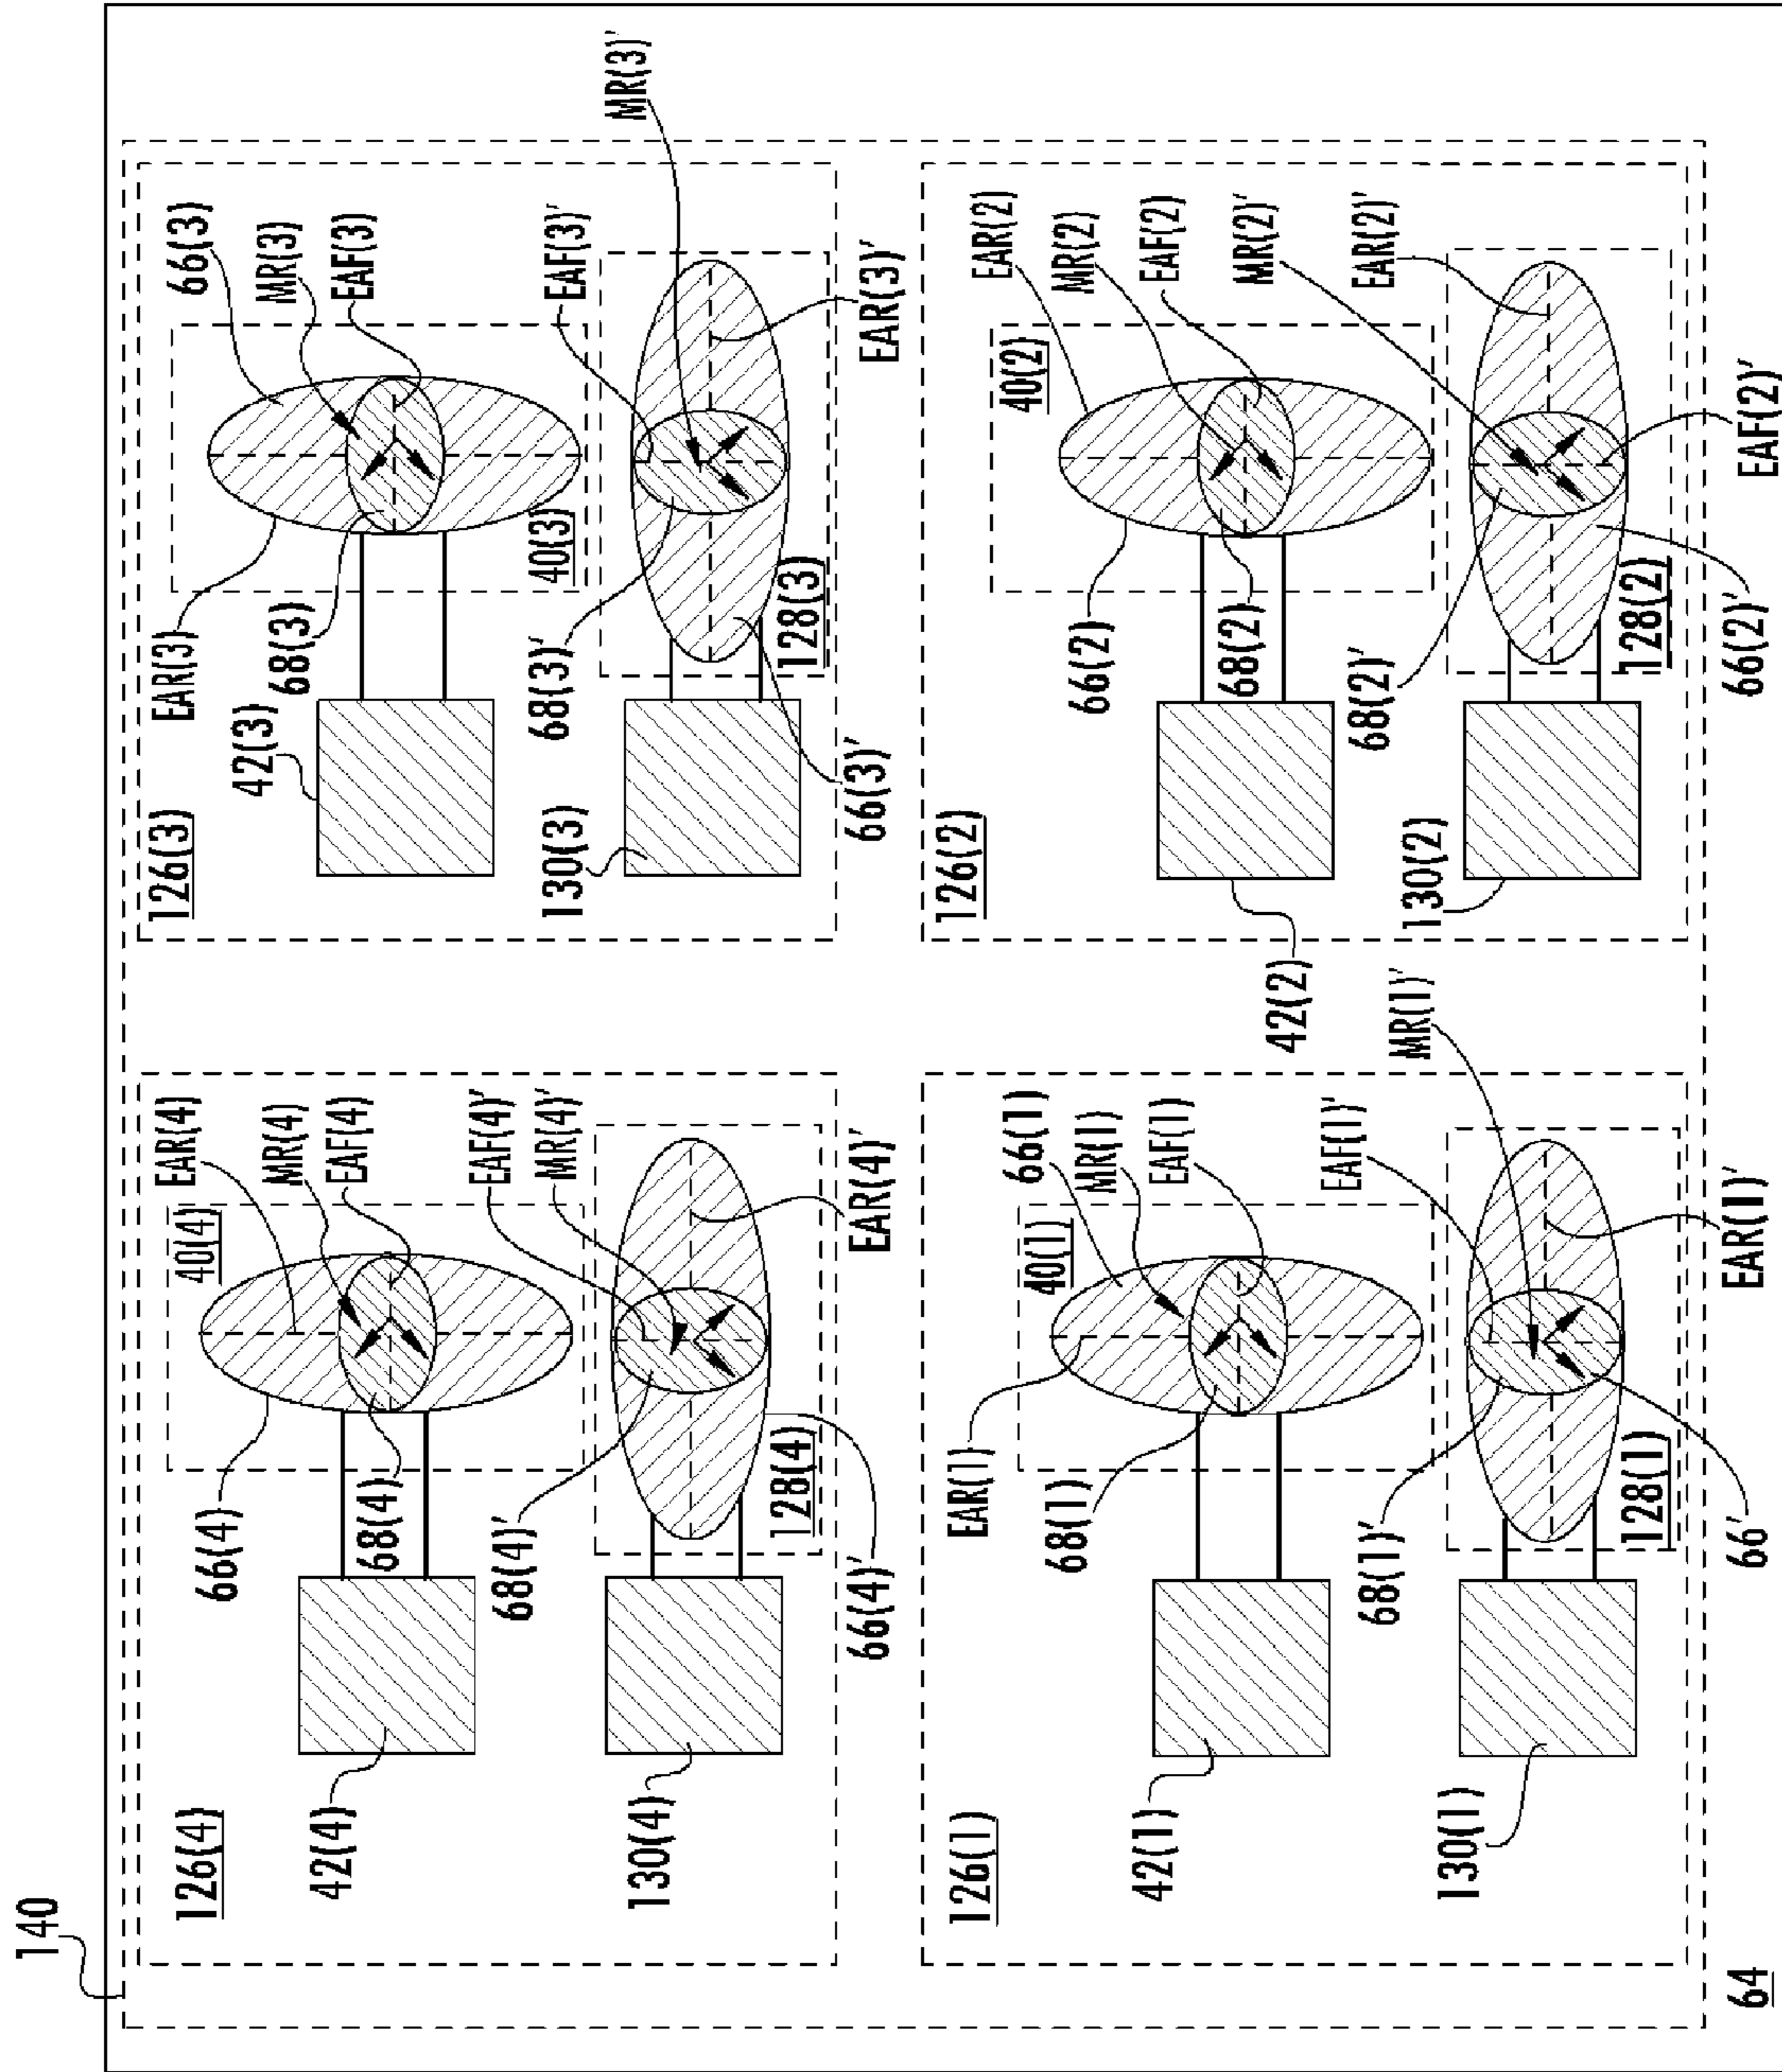 140
64
126(4)
42(4)
130(4)
66(4)
68(4)
68(4)'
66(4)'
128(4)
40(4)
EAR(4)
MR(4)
EAF(4)
EAF(4)'
MR(4)'
EAR(4)'
126(3)
42(3)
130(3)
EAR(3)
68(3)
40(3)
68(3)'
66(3)'
128(3)
66(3)
MR(3)
EAF(3)
EAF(3)'
MR(3)'
EAR(3)'
126(1)
42(1)
130(1)
EAR(1)
68(1)
68(1)'
128(1)
66'
40(1)
66(1)
MR(1)
EAF(1)
EAF(1)'
MR(1)'
EAR(1)'
126(2)
42(2)
130(2)
66(2)
68(2)
68(2)'
128(2)
66(2)'
40(2)
EAR(2)
MR(2)
EAF(2)
MR(2)'
EAR(2)'
EAF(2)'